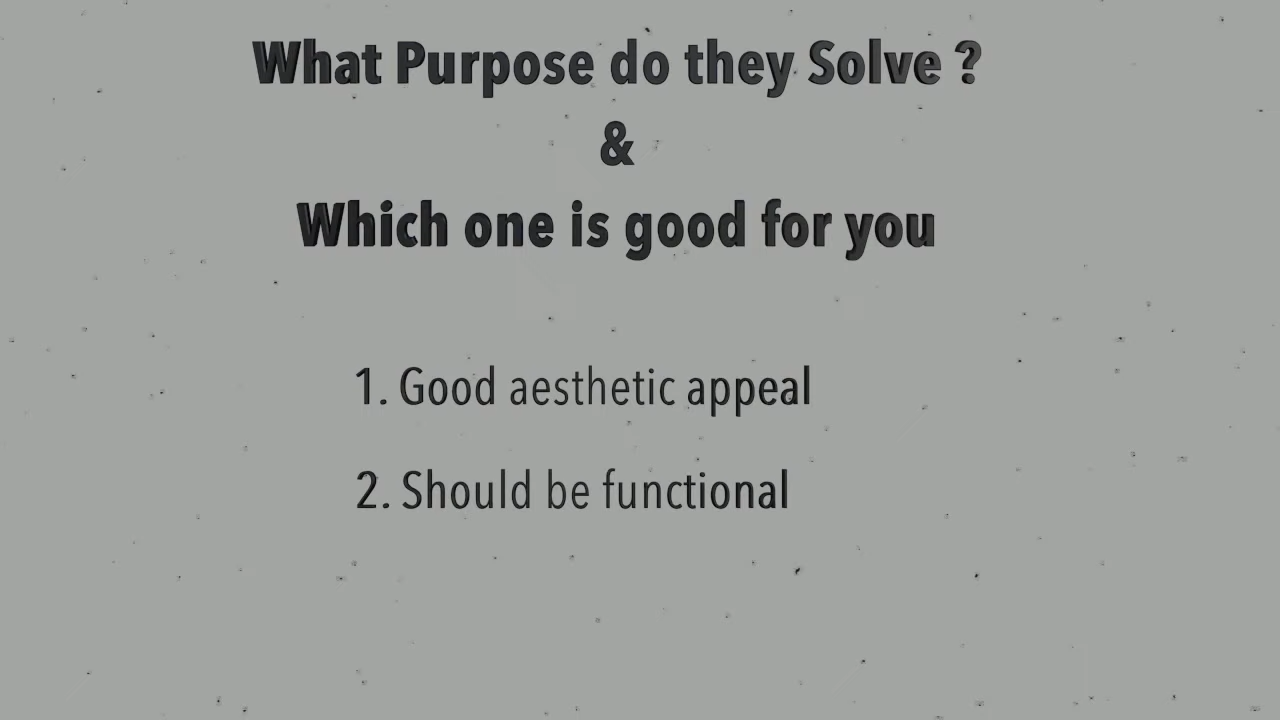 What Purpose do they Solve ?
&
Which one is good for you
1. Good aesthetic appeal
2. Should be functional